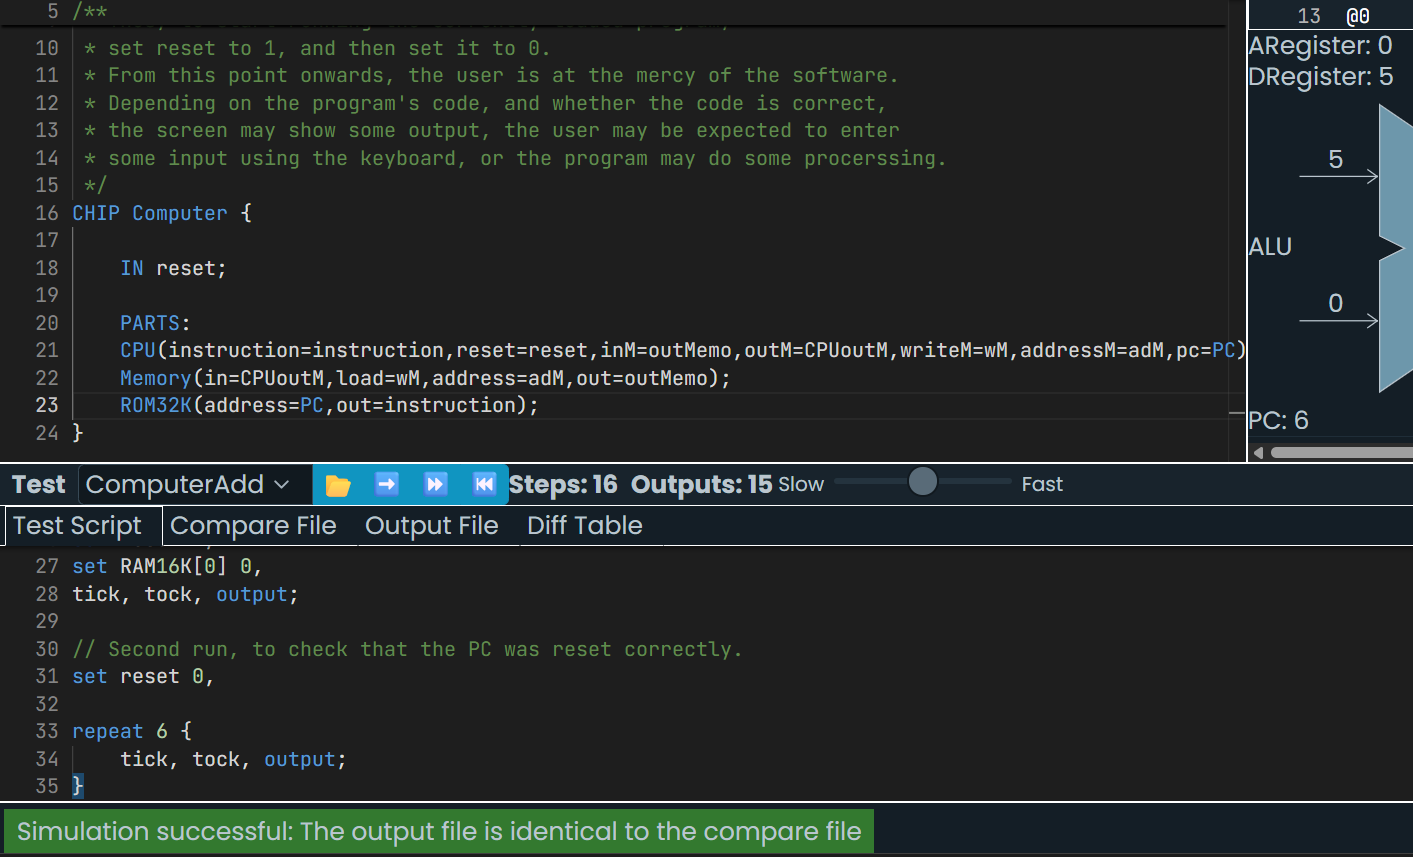 5 /**
10 * set reset to 1, and then set it to 0.
11 * From this point onwards, the user is at the mercy of the software.
12 * Depending on the program's code, and whether the code is correct,
13 * the screen may show some output, the user may be expected to enter
14 * some input using the keyboard, or the program may do some procerssing.
15 */
16 CHIP Computer {
17
18 IN reset;
19
20 PARTS:
21 CPU(instruction=instruction,reset=reset,inM=outMemo,outM=CPUoutM,writeM=wM,addressM=adM,pc=PC)
22 Memory(in=CPUoutM,load=wM,address=adM,out=outMemo);
23 ROM32K(address=PC,out=instruction);
24 }
13 @0
ARegister: 0
DRegister: 5
5
ALU
0
PC: 6
Test ComputerAdd Steps: 16 Outputs: 15 Slow Fast
Test Script Compare File Output File Diff Table
27 set RAM16K[0] 0,
28 tick, tock, output;
29
30 // Second run, to check that the PC was reset correctly.
31 set reset 0,
32
33 repeat 6 {
34 tick, tock, output;
35 }
Simulation successful: The output file is identical to the compare file